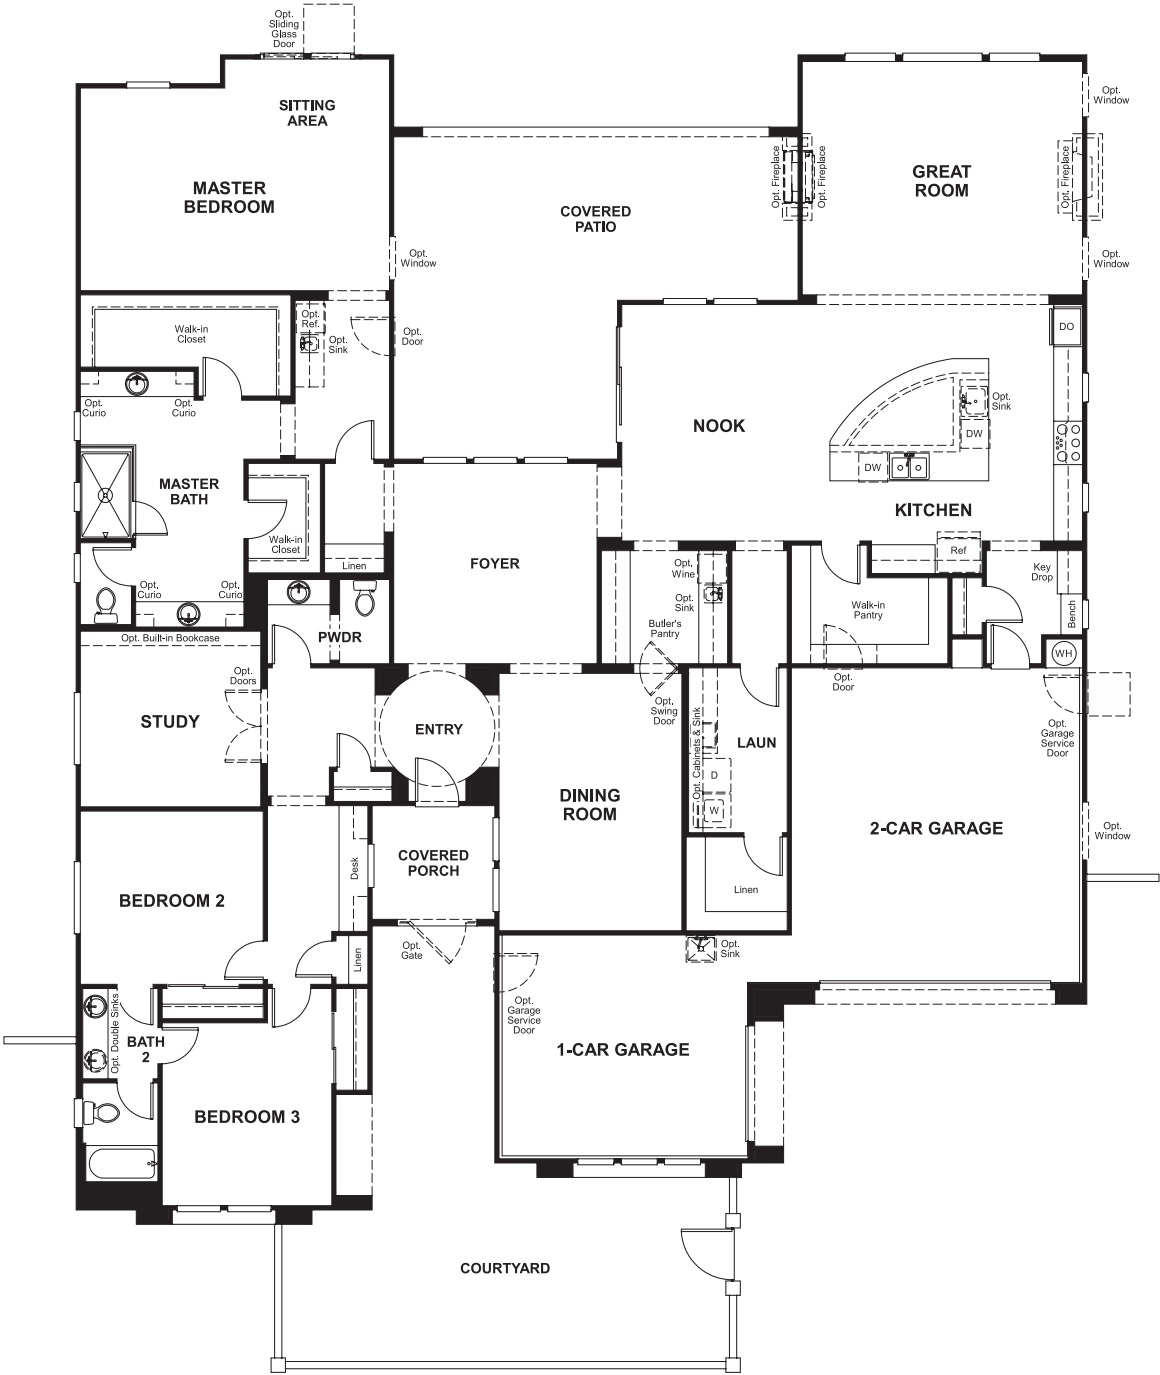 Opt.
Sliding
Glass
Door
SITTING
AREA
MASTER
BEDROOM
COVERED
PATIO
Opt. Fireplace
Opt. Fireplace
GREAT
ROOM
Opt. Fireplace
Opt.
Window
Opt.
Window
Opt.
Window
Walk-in
Closet
Opt.
Ref.
Opt.
Sink
Opt.
Door
DO
Opt.
Curio
Opt.
Curio
NOOK
Opt.
Sink
DW
DW
KITCHEN
MASTER
BATH
Walk-in
Closet
Linen
FOYER
Ref
Opt.
Wine
Opt.
Sink
Butler's
Pantry
Walk-in
Pantry
Key
Drop
Bench
Opt.
Curio
Opt.
Curio
PWDR
Opt. Built-in Bookcase
Opt.
Doors
STUDY
ENTRY
Opt.
Swing
Door
Opt. Cabinets & Sink
LAUN
D
W
Opt.
Door
WH
Opt.
Garage
Service
Door
DINING
ROOM
2-CAR GARAGE
Opt.
Window
COVERED
PORCH
Desk
BEDROOM 2
Linen
Linen
Opt.
Gate
Opt.
Sink
Opt.
Garage
Service
Door
Opt. Double Sinks
BATH
2
1-CAR GARAGE
BEDROOM 3
COURTYARD